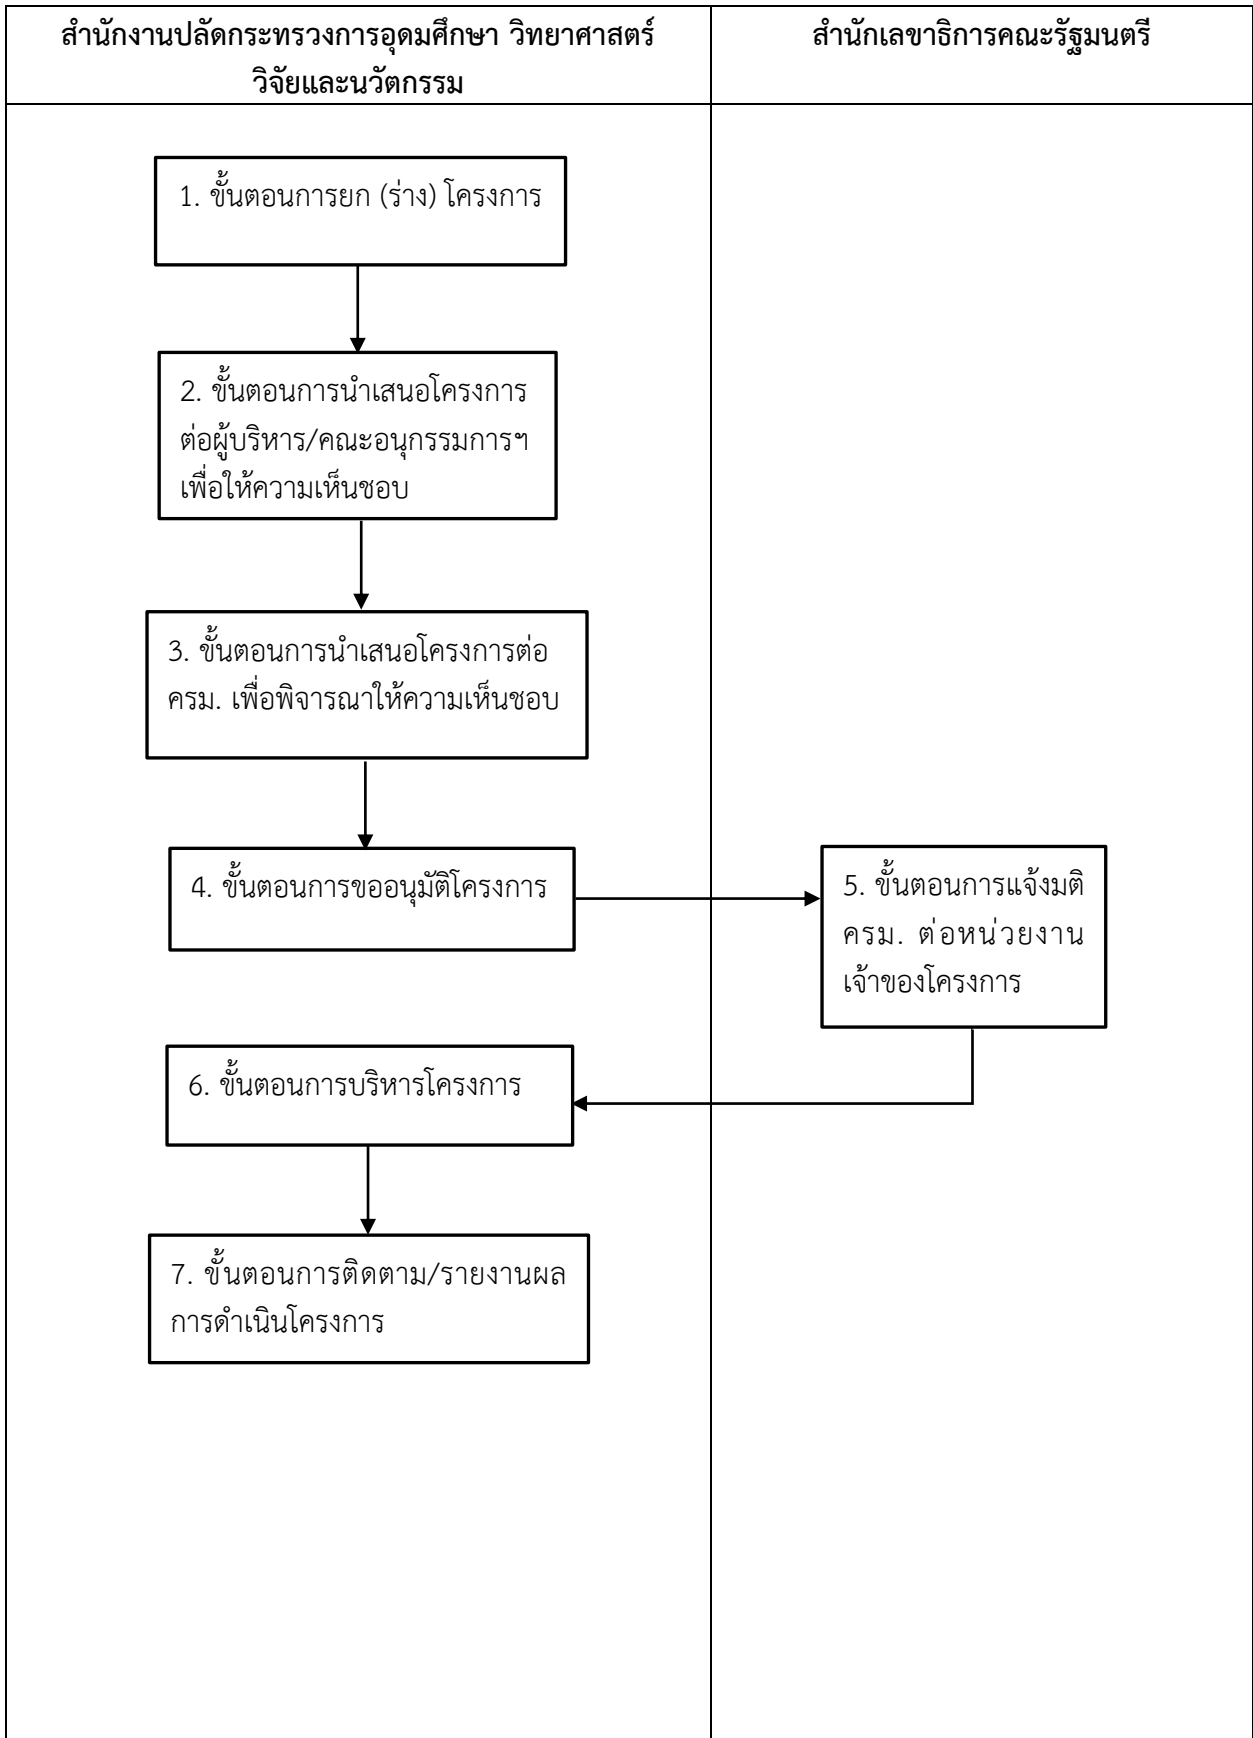 สำนักงานปลัดกระทรวงการอุดมศึกษา วิทยาศาสตร์
วิจัยและนวัตกรรม
สำนักเลขาธิการคณะรัฐมนตรี
1. ขั้นตอนการยก (ร่าง) โครงการ
2. ขั้นตอนการนำเสนอโครงการ
ต่อผู้บริหาร/คณะอนุกรรมการฯ
เพื่อให้ความเห็นชอบ
3. ขั้นตอนการนำเสนอโครงการต่อ
ครม. เพื่อพิจารณาให้ความเห็นชอบ
4. ขั้นตอนการขออนุมัติโครงการ
5. ขั้นตอนการแจ้งมติ
ครม. ต่อหน่วยงาน
เจ้าของโครงการ
6. ขั้นตอนการบริหารโครงการ
7. ขั้นตอนการติดตาม/รายงานผล
การดำเนินโครงการ